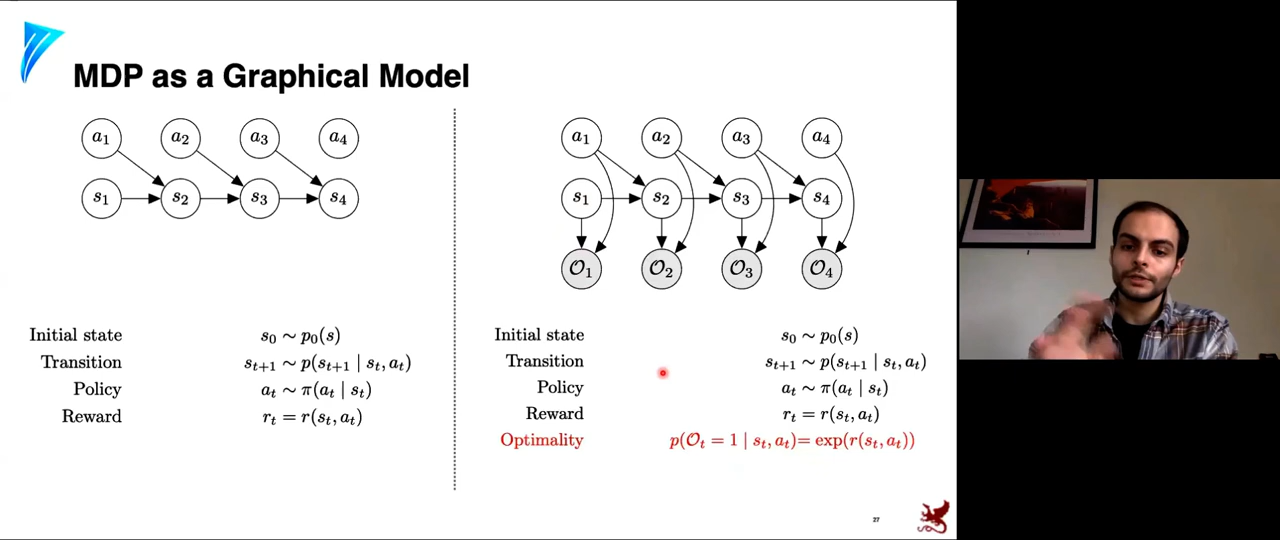 MDP as a Graphical Model
a₁ a₂ a₃ a₄
s₁ s₂ s₃ s₄
Initial state s₀ ∼ p₀(s)
Transition sₜ₊₁ ∼ p(sₜ₊₁ | sₜ, aₜ)
Policy aₜ ∼ π(aₜ | sₜ)
Reward rₜ = r(sₜ, aₜ)
a₁ a₂ a₃ a₄
s₁ s₂ s₃ s₄
𝒪₁ 𝒪₂ 𝒪₃ 𝒪₄
Initial state s₀ ∼ p₀(s)
Transition sₜ₊₁ ∼ p(sₜ₊₁ | sₜ, aₜ)
Policy aₜ ∼ π(aₜ | sₜ)
Reward rₜ = r(sₜ, aₜ)
Optimality p(𝒪ₜ = 1 | sₜ, aₜ)= exp(r(sₜ, aₜ))
27